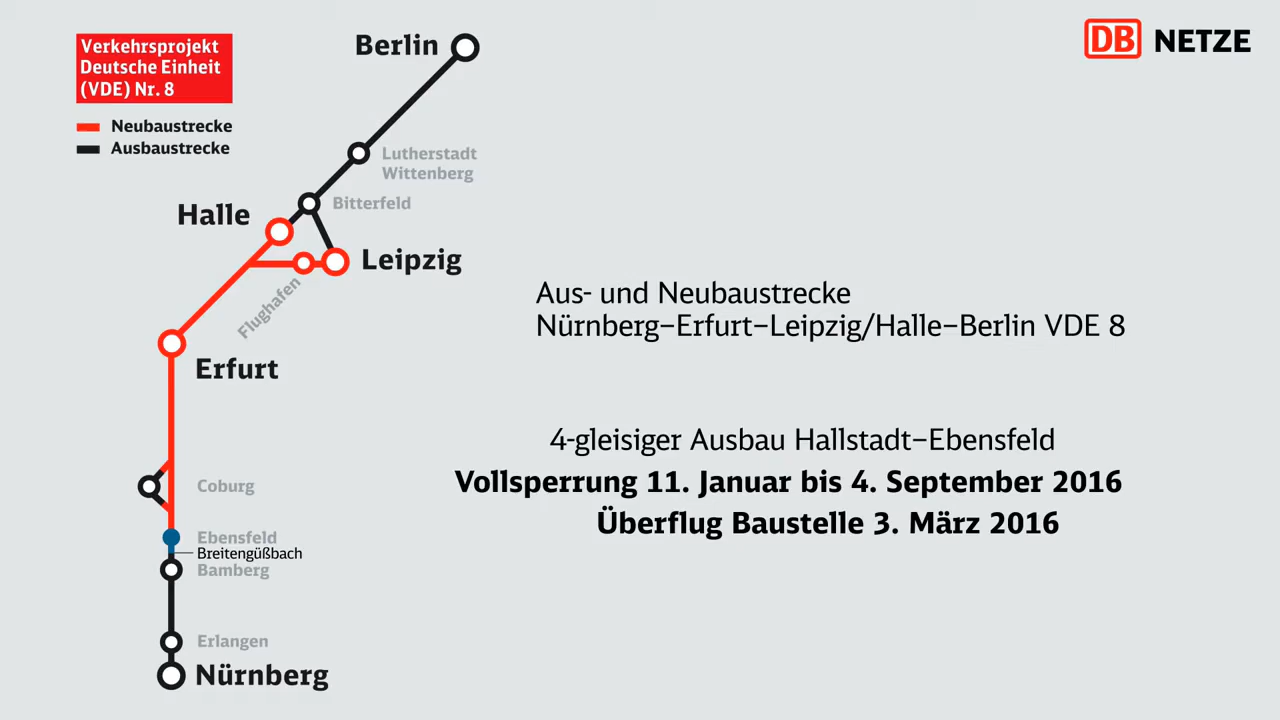 Verkehrsprojekt
Deutsche Einheit
(VDE) Nr. 8
Neubaustrecke
Ausbaustrecke
Berlin
DB NETZE
Lutherstadt
Wittenberg
Bitterfeld
Halle
Leipzig
Flughafen
Erfurt
Coburg
Ebensfeld
Breitengüßbach
Bamberg
Erlangen
Nürnberg
Aus- und Neubaustrecke
Nürnberg–Erfurt–Leipzig/Halle–Berlin VDE 8
4-gleisiger Ausbau Hallstadt–Ebensfeld
Vollsperrung 11. Januar bis 4. September 2016
Überflug Baustelle 3. März 2016